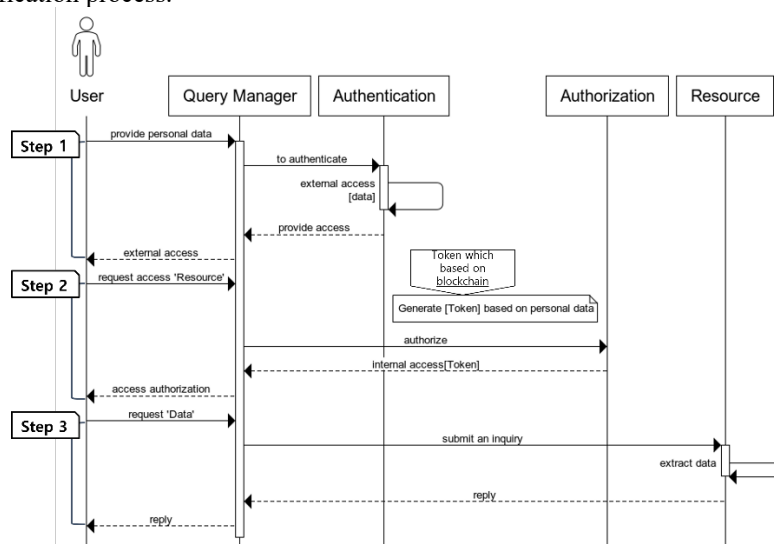 ication process.
User
Query Manager
Authentication
Authorization
Resource
Step 1
provide personal data
to authenticate
external access
[data]
provide access
external access
Step 2
request access 'Resource'
Token which
based on
blockchain
Generate [Token] based on personal data
authorize
internal access[Token]
access authorization
Step 3
request 'Data'
submit an inquiry
extract data
reply
reply